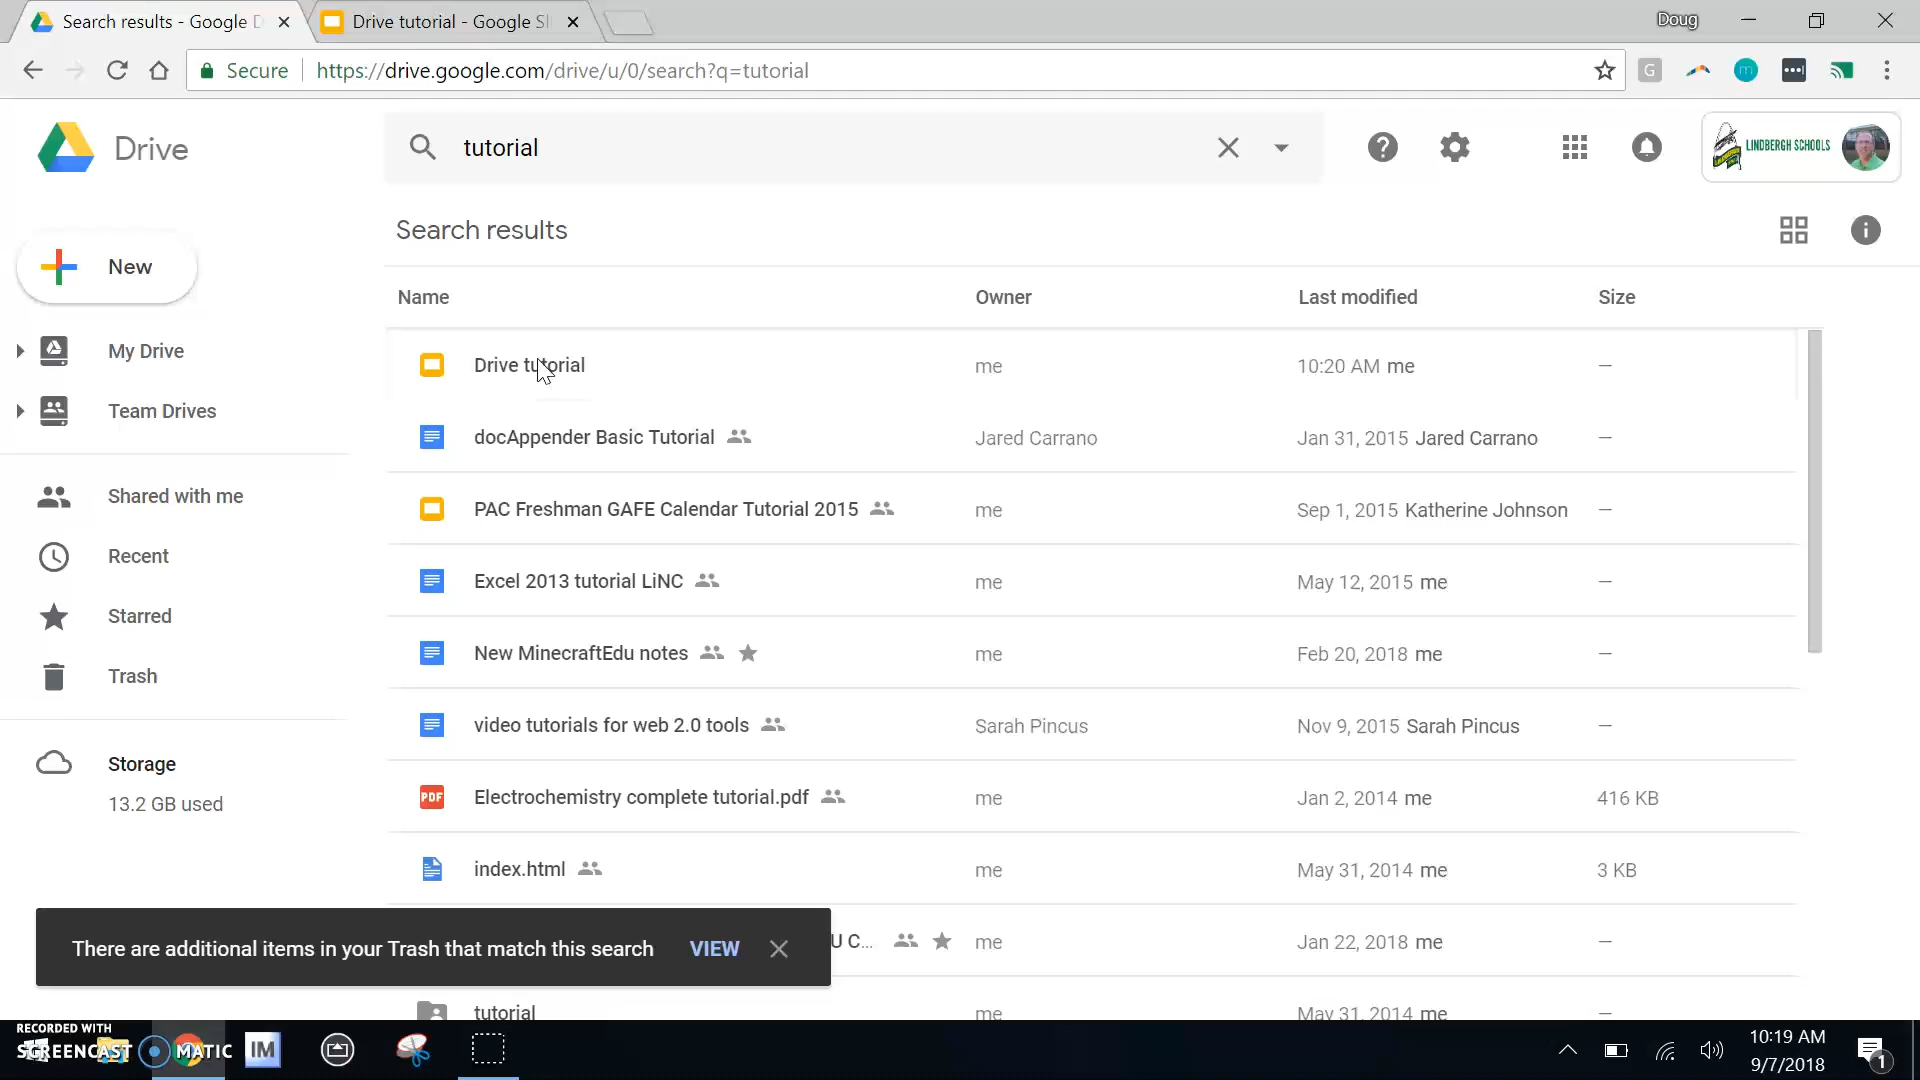 Search results - Google D
Drive tutorial - Google Sl
Doug
Secure
https://drive.google.com/drive/u/0/search?q=tutorial
Drive
tutorial
LINDBERGH SCHOOLS
Search results
New
Name Owner Last modified Size
My Drive
Team Drives
Shared with me
Recent
Starred
Trash
Storage
13.2 GB used
Drive tutorial me 10:20 AM me —
docAppender Basic Tutorial Jared Carrano Jan 31, 2015 Jared Carrano —
PAC Freshman GAFE Calendar Tutorial 2015 me Sep 1, 2015 Katherine Johnson —
Excel 2013 tutorial LiNC me May 12, 2015 me —
New MinecraftEdu notes me Feb 20, 2018 me —
video tutorials for web 2.0 tools Sarah Pincus Nov 9, 2015 Sarah Pincus —
PDF Electrochemistry complete tutorial.pdf me Jan 2, 2014 me 416 KB
index.html me May 31, 2014 me 3 KB
U C... me Jan 22, 2018 me —
tutorial me May 31, 2014 me —
There are additional items in your Trash that match this search VIEW
RECORDED WITH
SCREENCAST MATIC
IM
10:19 AM
9/7/2018
1